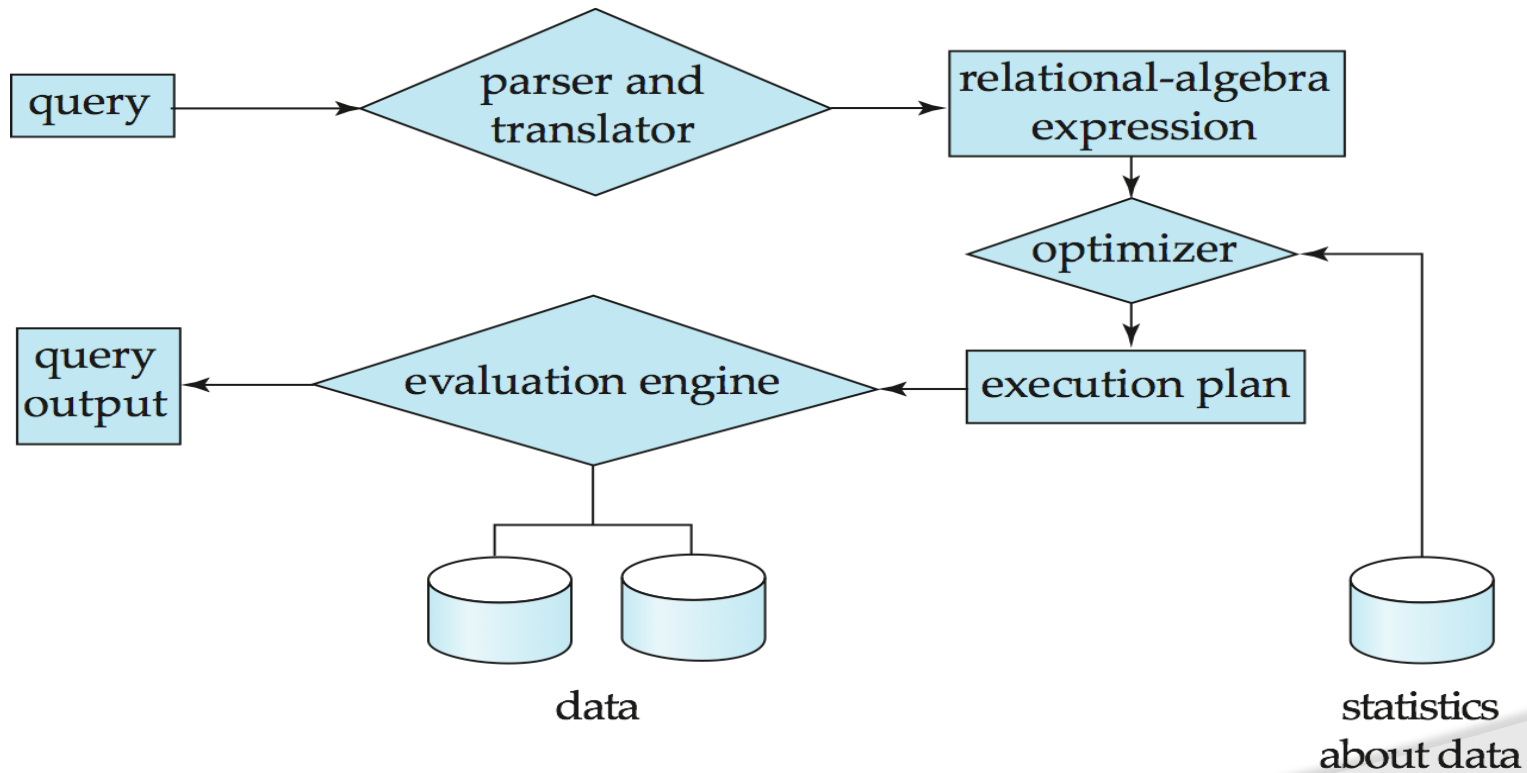 query
parser and
translator
relational-algebra
expression
optimizer
query
output
evaluation engine
execution plan
data
statistics
about data